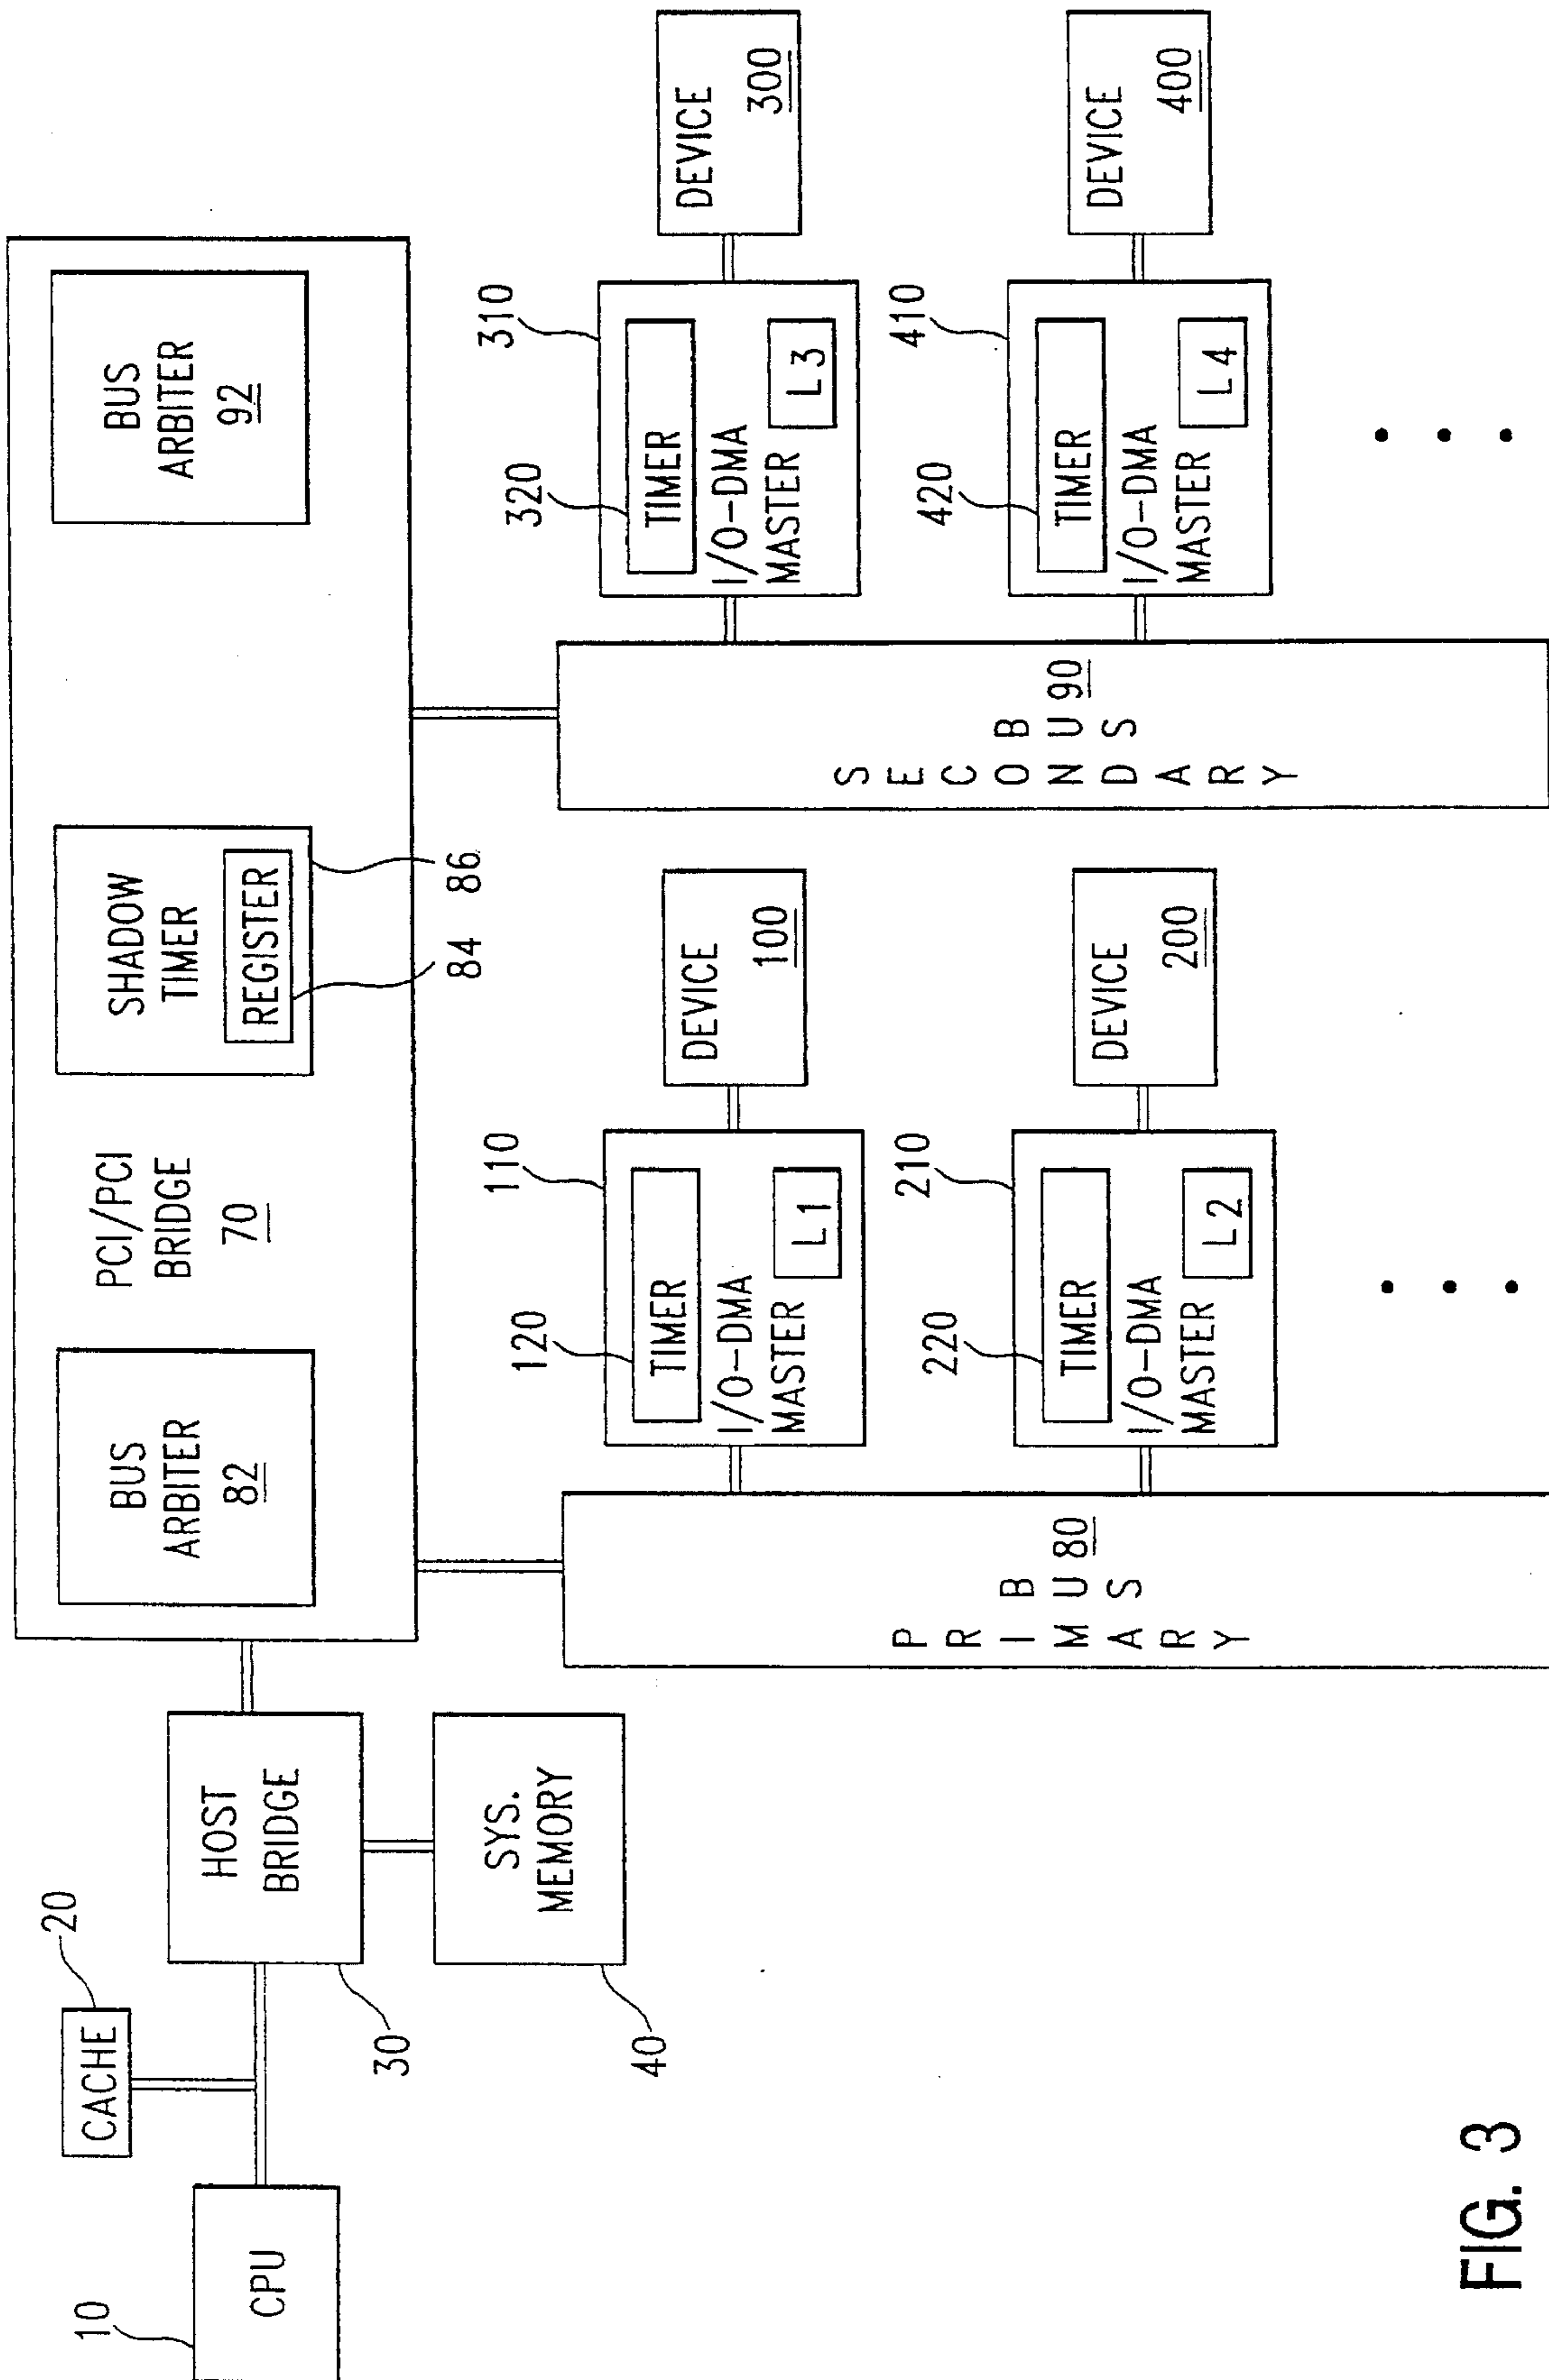 10
CPU
CACHE
20
HOST
BRIDGE
30
SYS.
MEMORY
40
BUS
ARBITER
82
PCI/PCI
BRIDGE
70
SHADOW
TIMER
REGISTER
84
86
BUS
ARBITER
92
PRIMARY
BUS 80
110
120
TIMER
I/O-DMA
MASTER
L1
DEVICE
100
210
220
TIMER
I/O-DMA
MASTER
L2
DEVICE
200
SECONDARY
BUS 90
310
320
TIMER
I/O-DMA
MASTER
L3
DEVICE
300
410
420
TIMER
I/O-DMA
MASTER
L4
DEVICE
400
FIG. 3